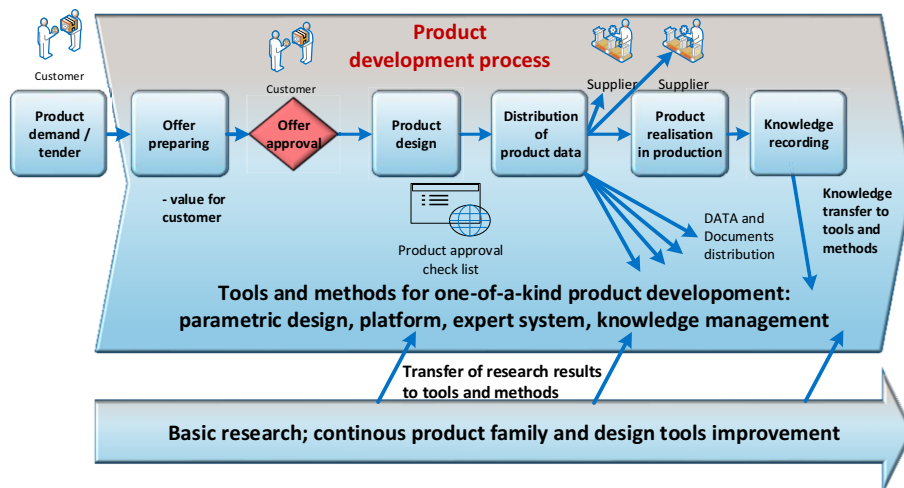 Product
development process
Customer
Customer
Supplier
Supplier
Product
demand /
tender
Offer
preparing
Offer
approval
Product
design
Distribution
of
product data
Product
realisation
in production
Knowledge
recording
- value for
customer
Product approval
check list
DATA and
Documents
distribution
Knowledge
transfer to
tools and
methods
Tools and methods for one-of-a-kind product developoment:
parametric design, platform, expert system, knowledge management
Transfer of research results
to tools and methods
Basic research; continous product family and design tools improvement